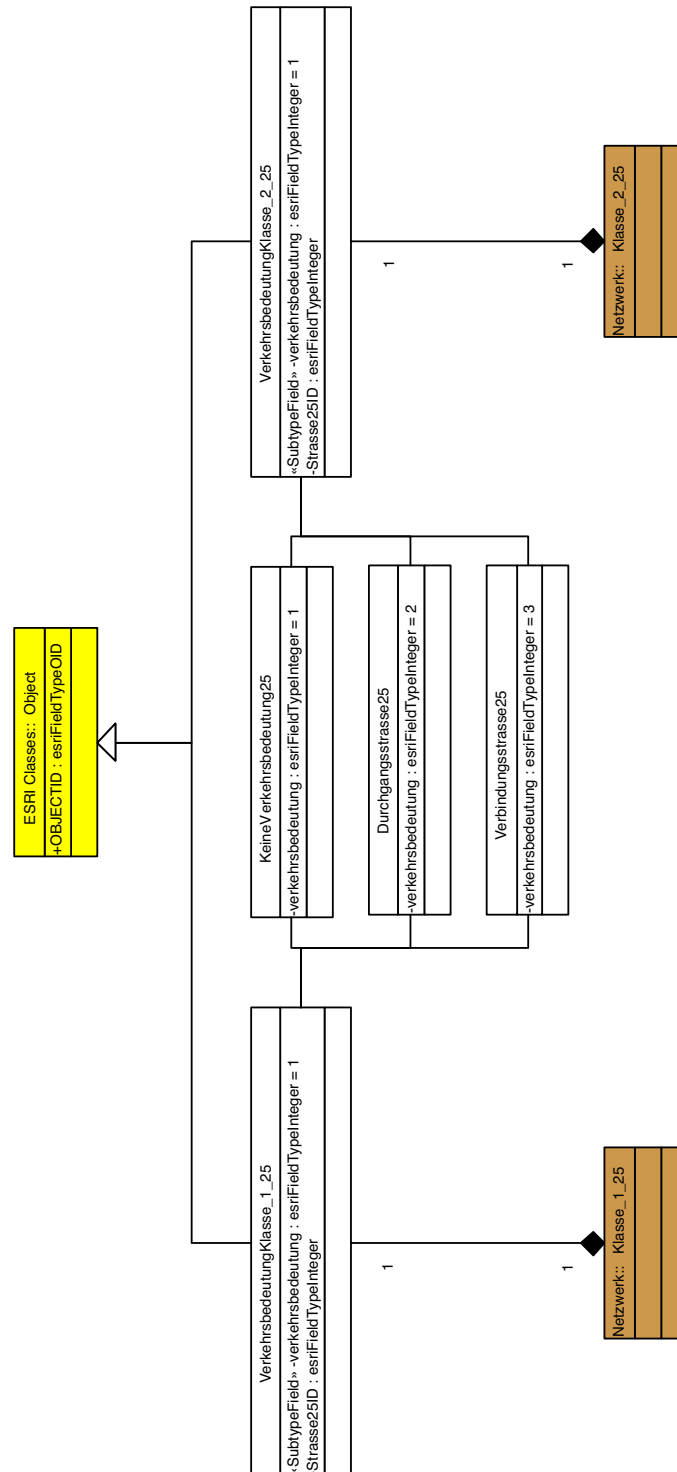 ESRI Classes:: Object
+OBJECTID : esriFieldTypeOID
VerkehrsbedeutungKlasse_1_25
«SubtypeField» -verkehrsbedeutung : esriFieldTypeInteger = 1
-Strasse25ID : esriFieldTypeInteger
KeineVerkehrsbedeutung25
-verkehrsbedeutung : esriFieldTypeInteger = 1
Durchgangsstrasse25
-verkehrsbedeutung : esriFieldTypeInteger = 2
Verbindungsstrasse25
-verkehrsbedeutung : esriFieldTypeInteger = 3
VerkehrsbedeutungKlasse_2_25
«SubtypeField» -verkehrsbedeutung : esriFieldTypeInteger = 1
-Strasse25ID : esriFieldTypeInteger
1
1
1
1
Netzwerk:: Klasse_1_25
Netzwerk:: Klasse_2_25